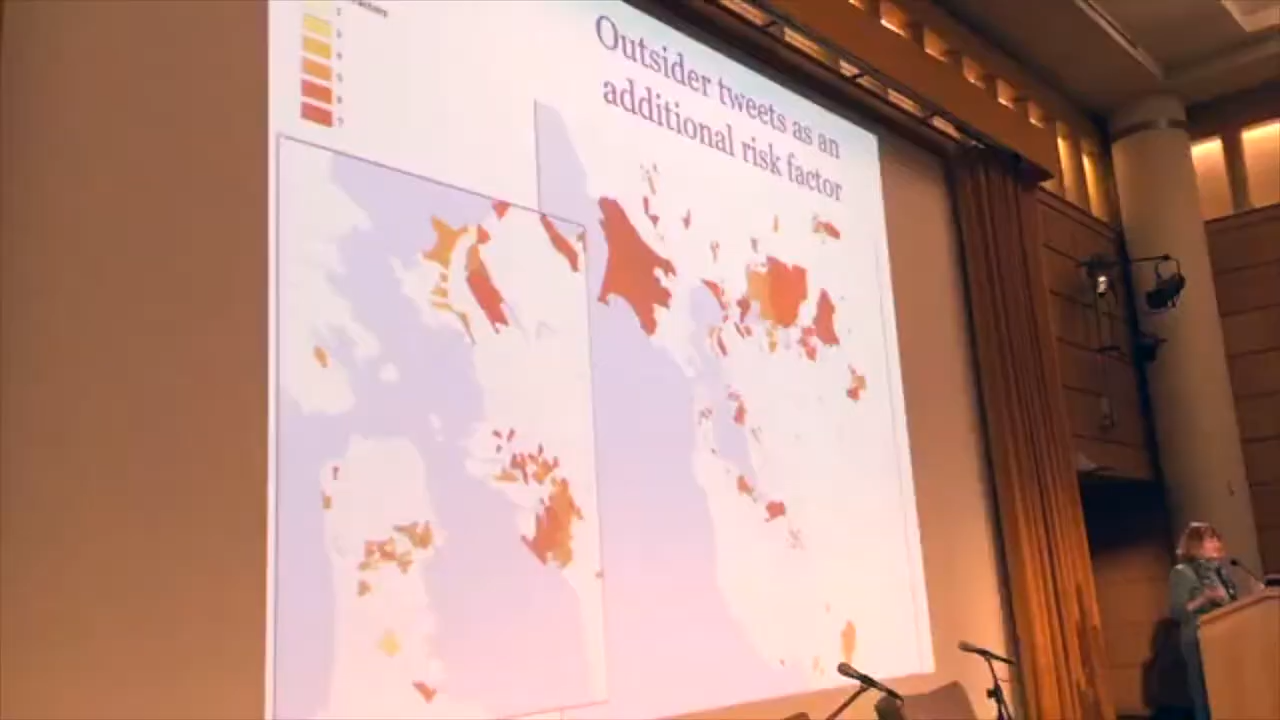 Outsider tweets as an
additional risk factor